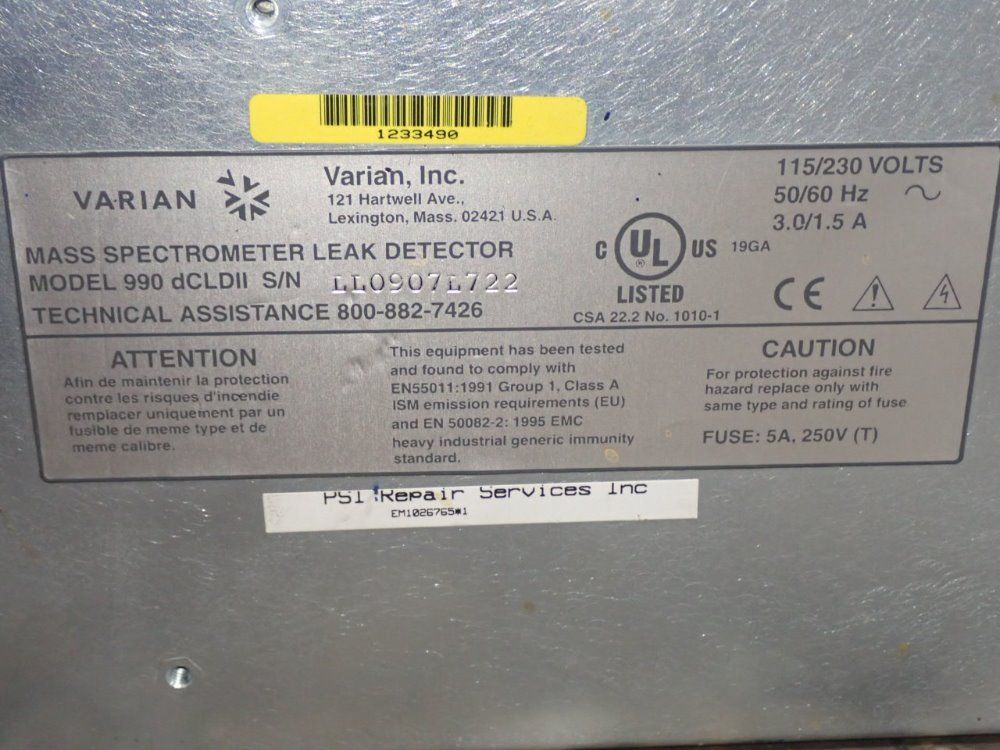 1233490
VARIAN
Varian, Inc.
121 Hartwell Ave.,
Lexington, Mass. 02421 U.S.A.
MASS SPECTROMETER LEAK DETECTOR
MODEL 990 dCLDII S/N LL0907L722
TECHNICAL ASSISTANCE 800-882-7426
115/230 VOLTS
50/60 Hz
3.0/1.5 A
C UL US 19GA
®
LISTED
CSA 22.2 No. 1010-1
CE
ATTENTION
Afin de maintenir la protection
contre les risques d'incendie
remplacer uniquement par un
fusible de meme type et de
meme calibre.
This equipment has been tested
and found to comply with
EN55011:1991 Group 1, Class A
ISM emission requirements (EU)
and EN 50082-2: 1995 EMC
heavy industrial generic immunity
standard.
CAUTION
For protection against fire
hazard replace only with
same type and rating of fuse
FUSE: 5A, 250V (T)
PSI Repair Services Inc
EM1026765*1